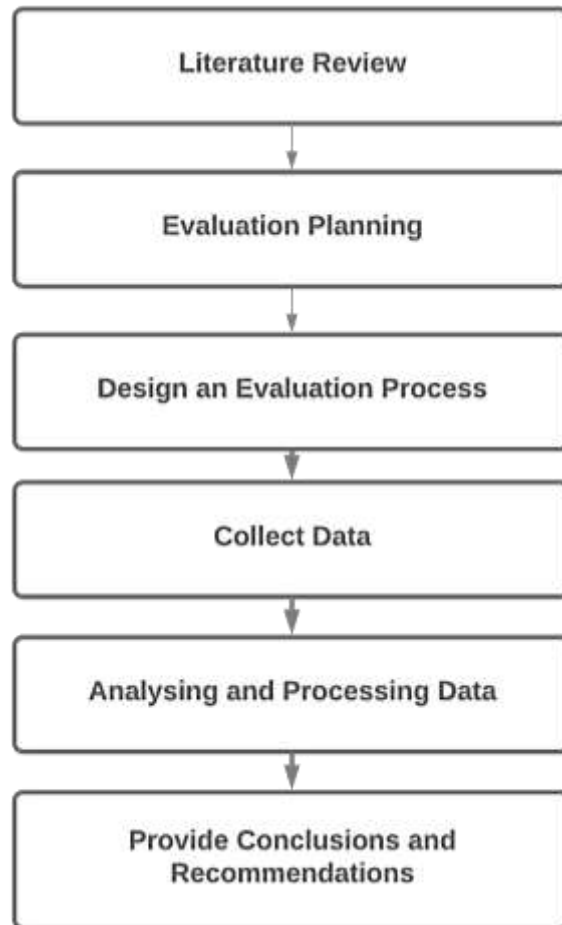 Literature Review
Evaluation Planning
Design an Evaluation Process
Collect Data
Analysing and Processing Data
Provide Conclusions and
Recommendations